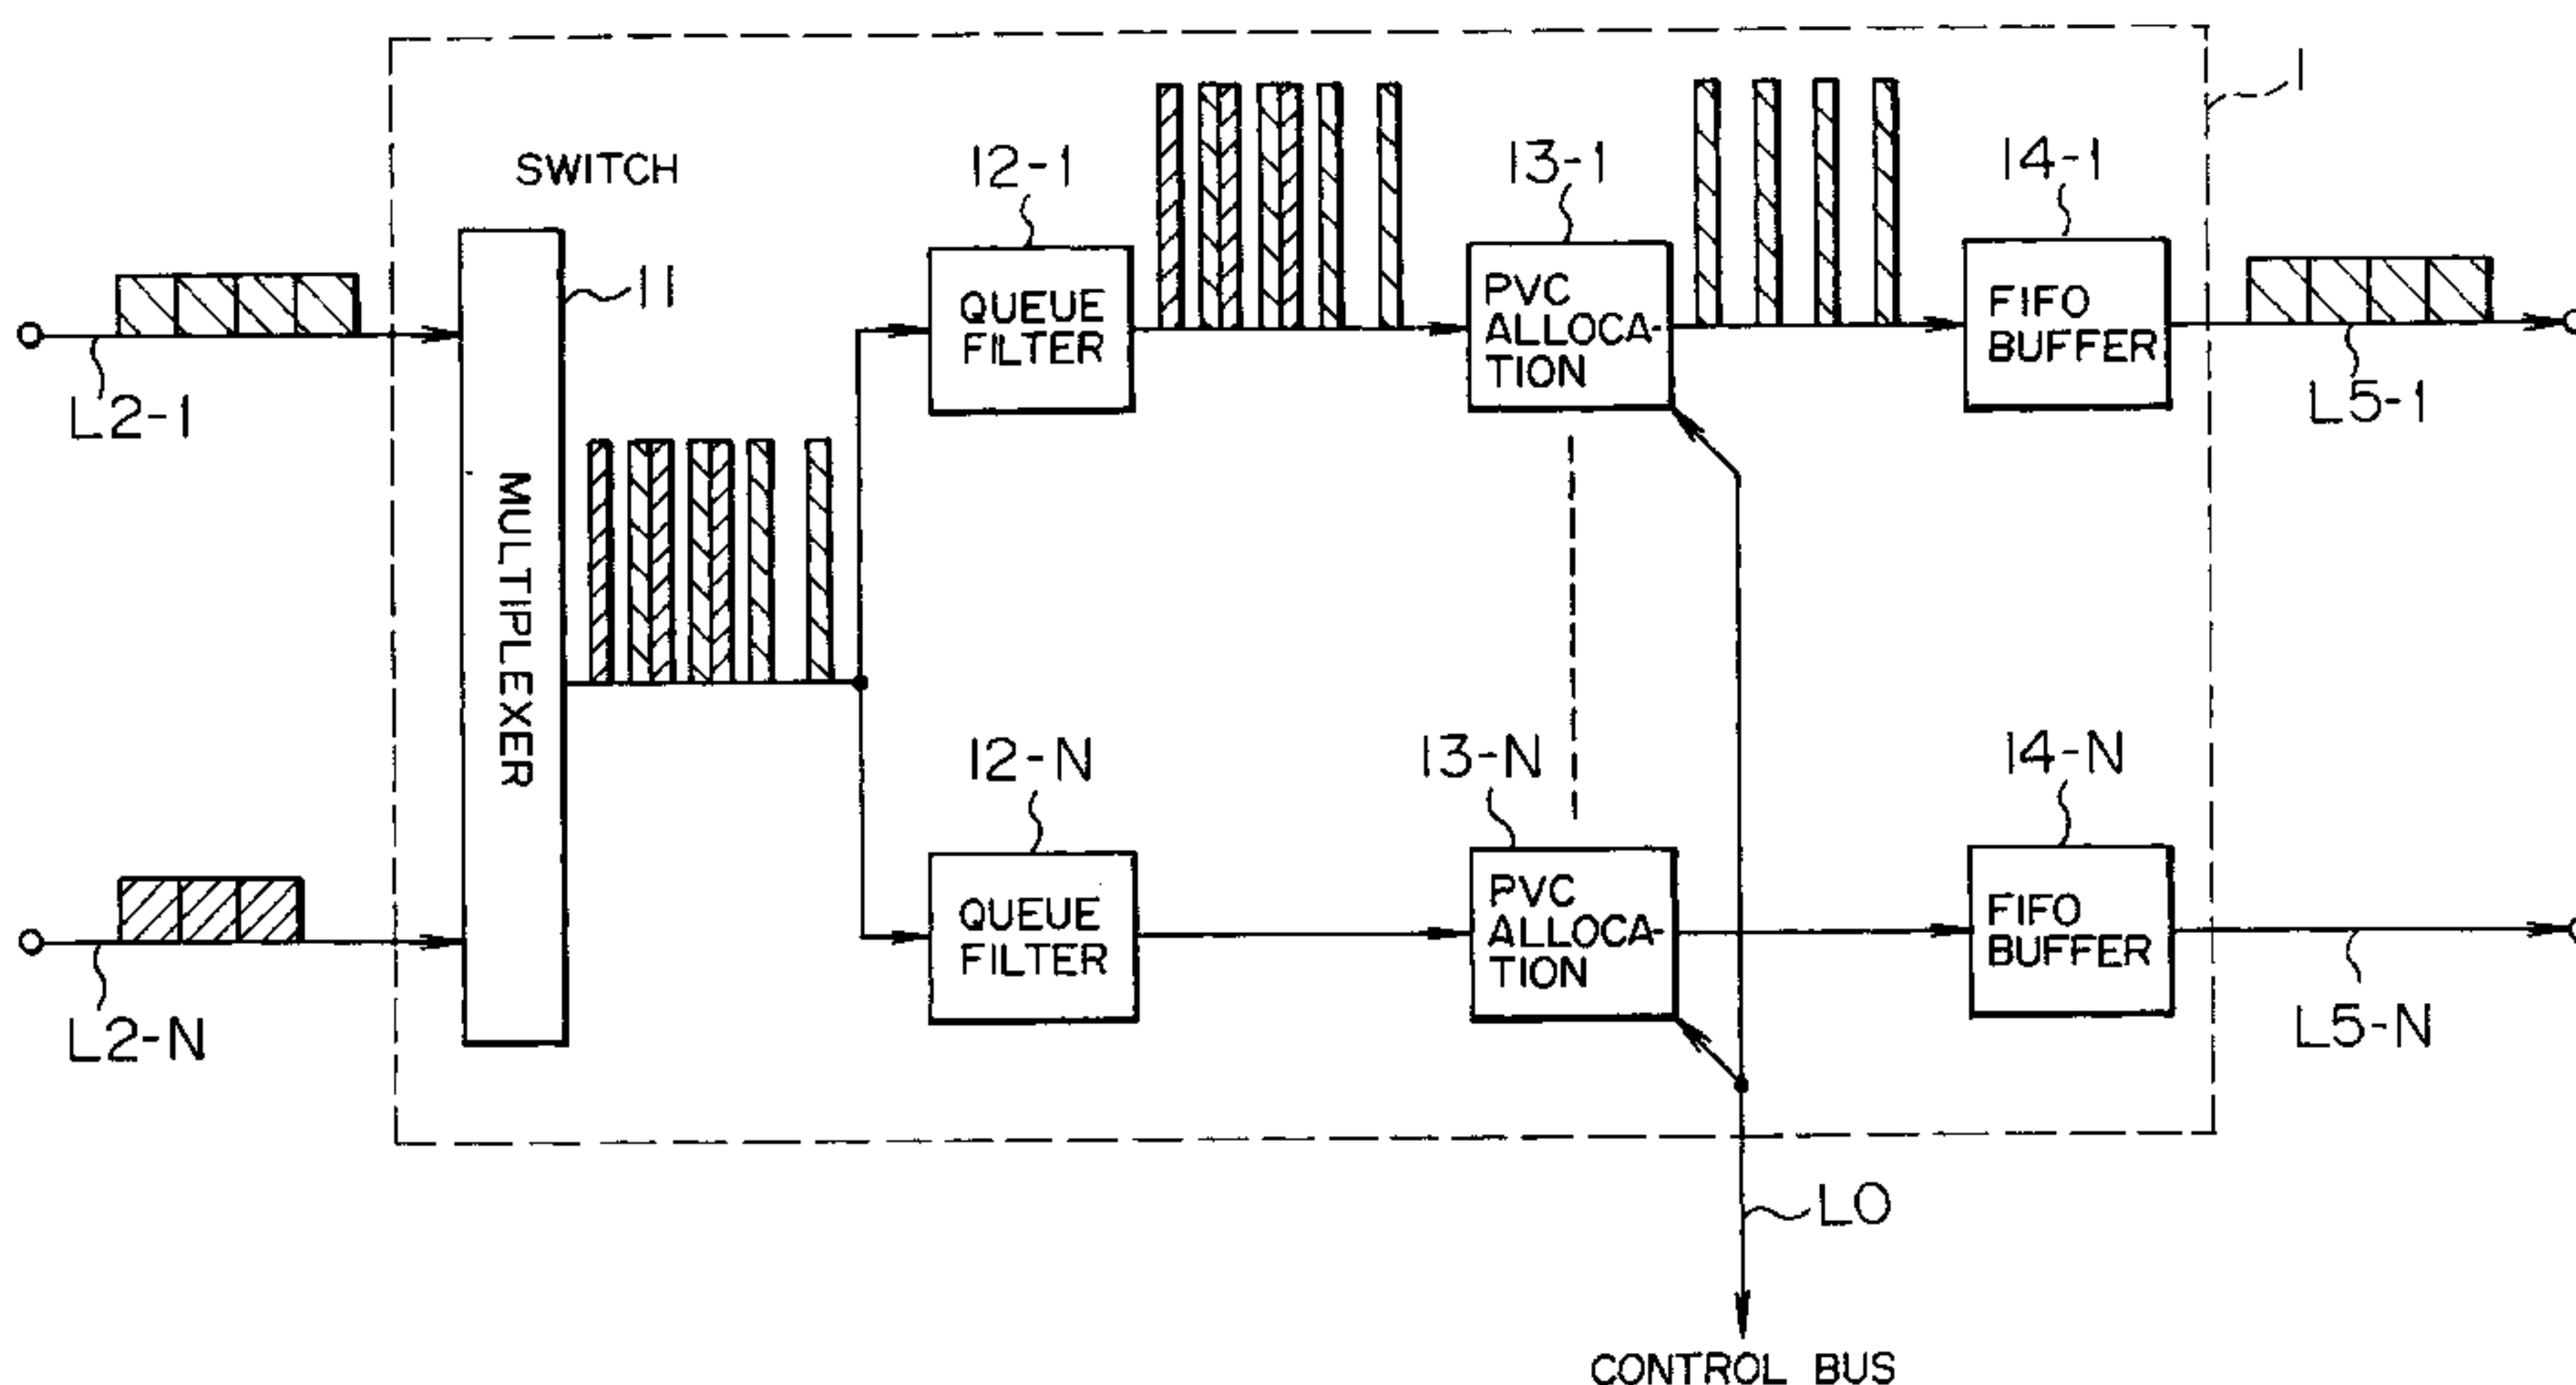 1
SWITCH
12-1
13-1
14-1
11
L2-1
QUEUE
FILTER
PVC
ALLOCA-
TION
FIFO
BUFFER
L5-1
MULTIPLEXER
12-N
13-N
14-N
L2-N
QUEUE
FILTER
PVC
ALLOCA-
TION
FIFO
BUFFER
L5-N
L0
CONTROL BUS